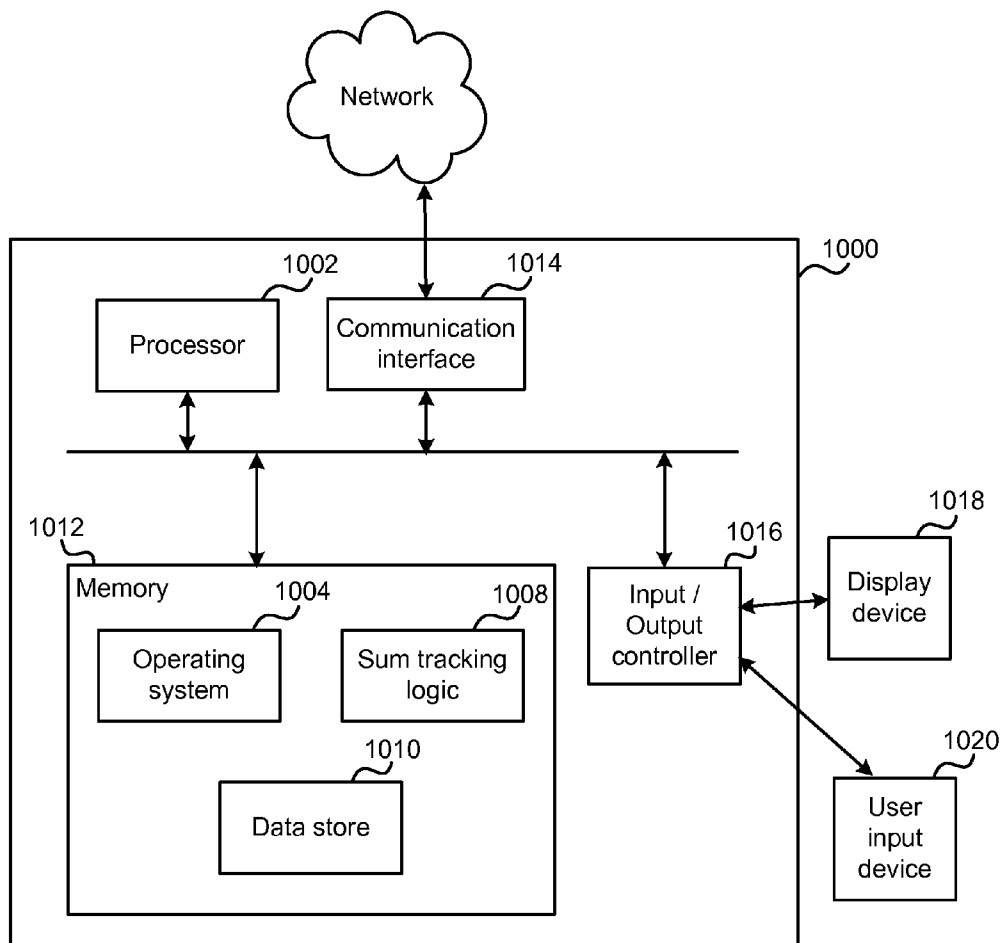 Network
1000
1002
1014
Processor
Communication
interface
1012
1016
1018
Memory
1004
1008
Operating
system
Sum tracking
logic
Input /
Output
controller
Display
device
1010
Data store
1020
User
input
device